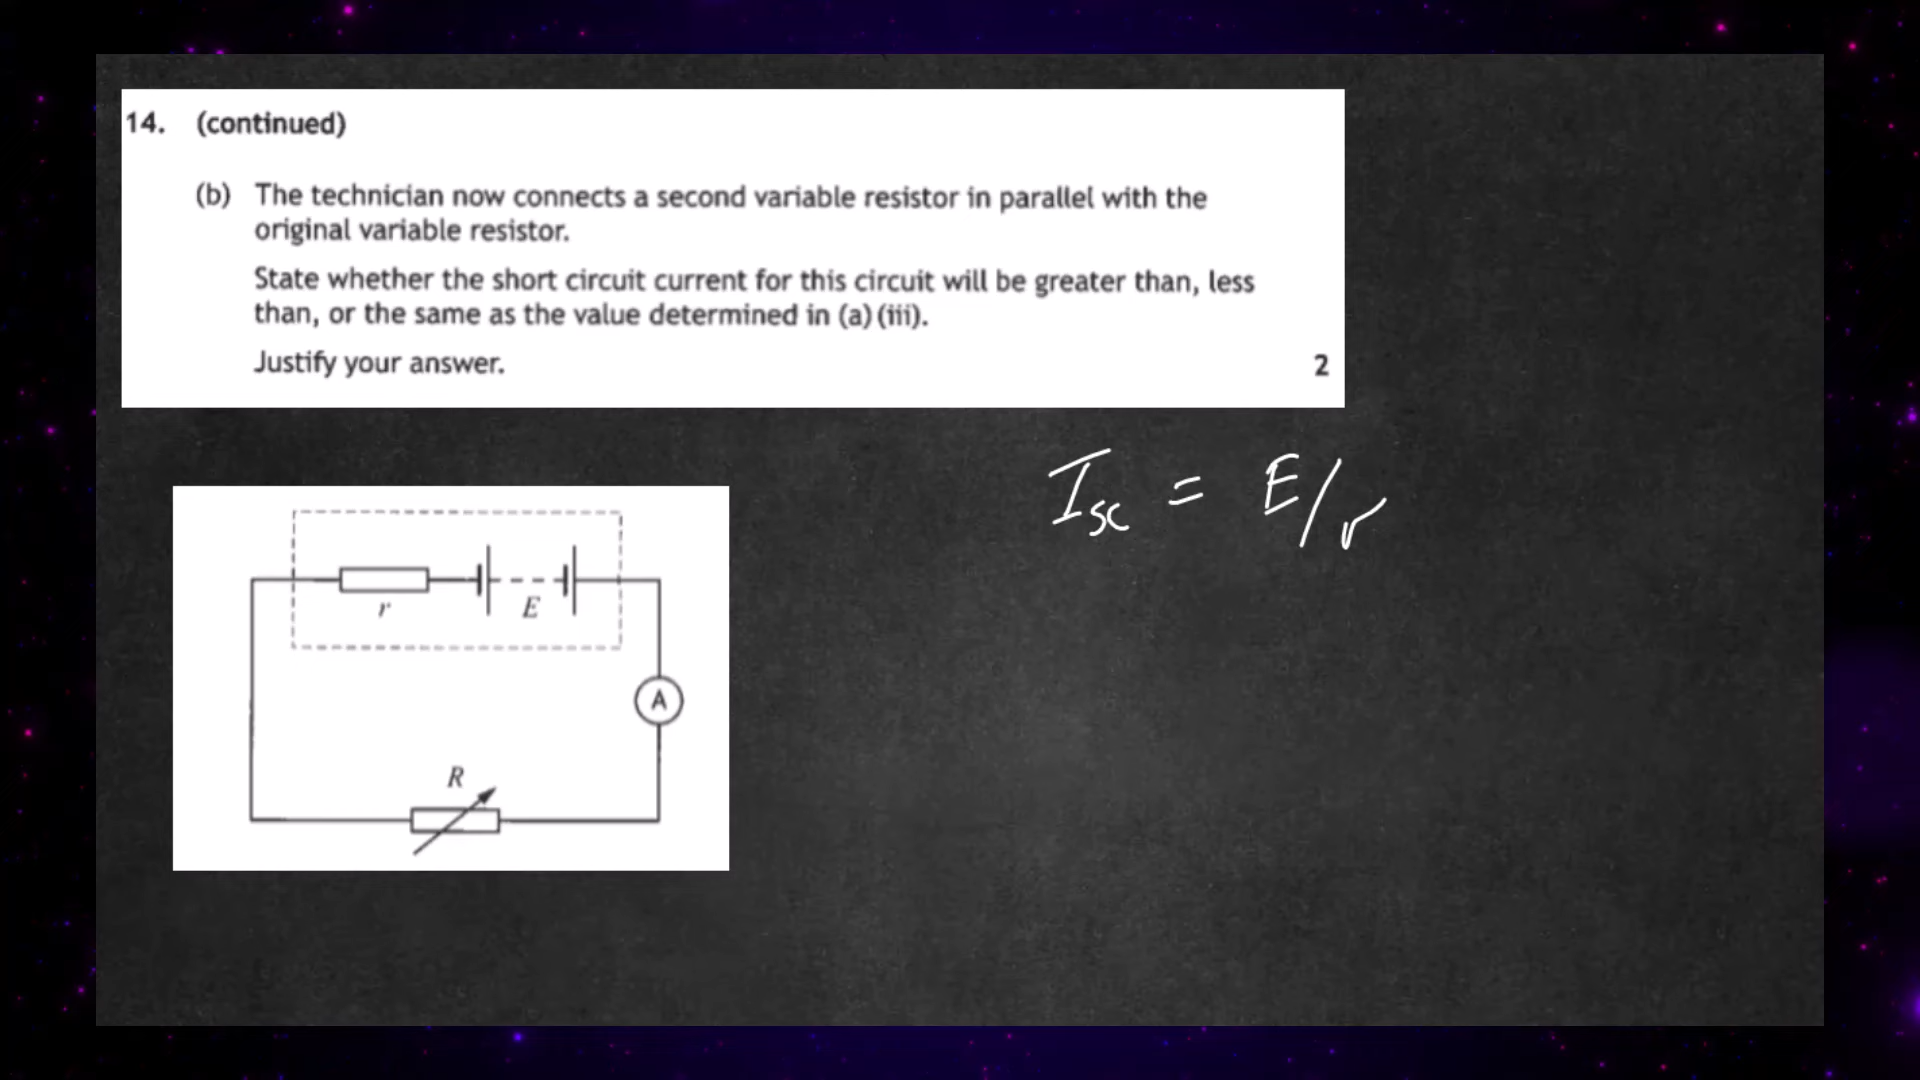 14. (continued)
(b) The technician now connects a second variable resistor in parallel with the
original variable resistor.
State whether the short circuit current for this circuit will be greater than, less
than, or the same as the value determined in (a) (iii).
Justify your answer. 2
Isc = E/r
r
E
A
R